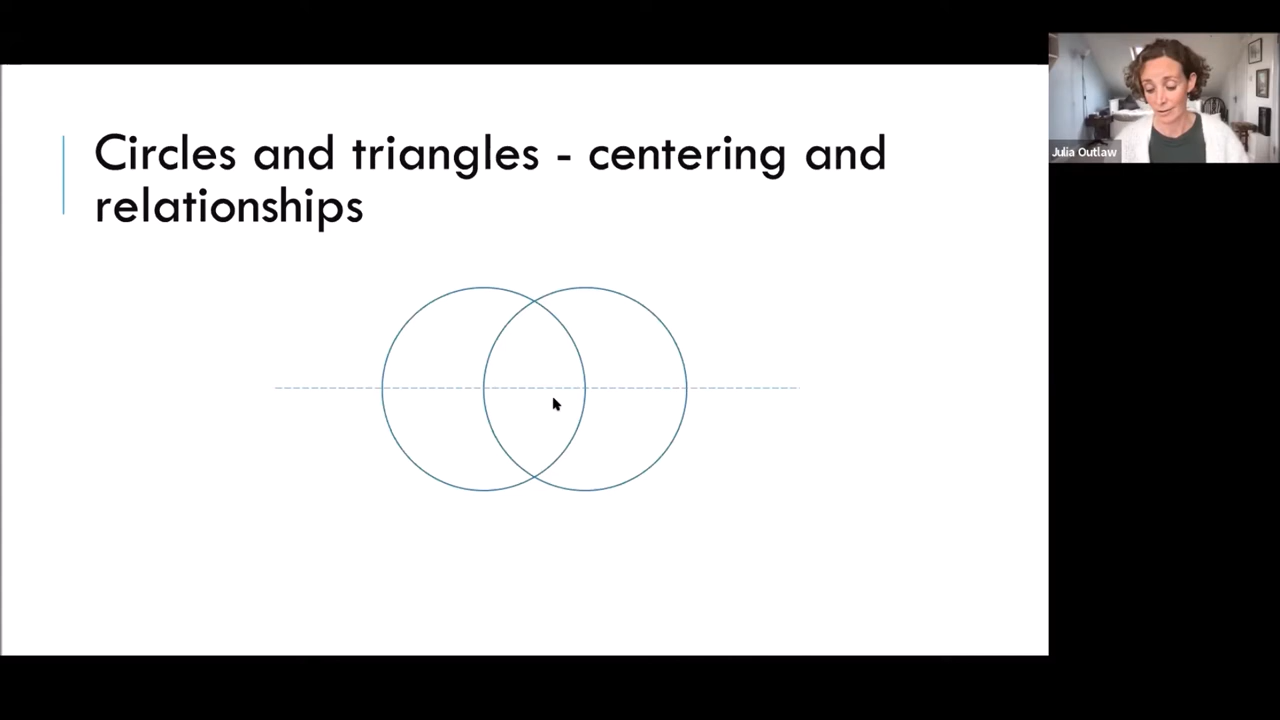 Circles and triangles - centering and
relationships
Julia Outlaw